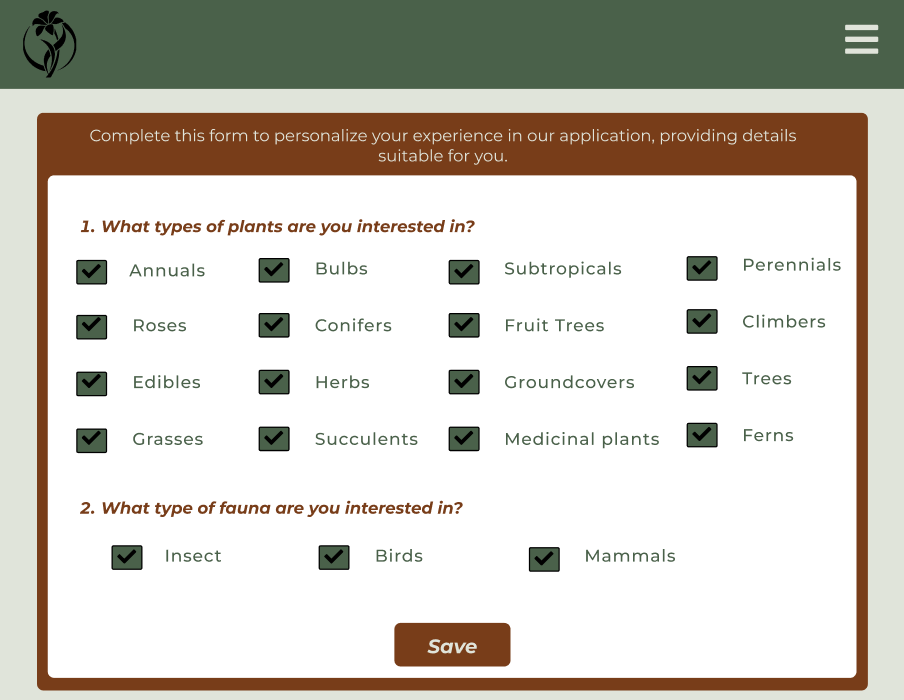 Complete this form to personalize your experience in our application, providing details
suitable for you.
1. What types of plants are you interested in?
Annuals Bulbs Subtropicals Perennials
Roses Conifers Fruit Trees Climbers
Edibles Herbs Groundcovers Trees
Grasses Succulents Medicinal plants Ferns
2. What type of fauna are you interested in?
Insect Birds Mammals
Save